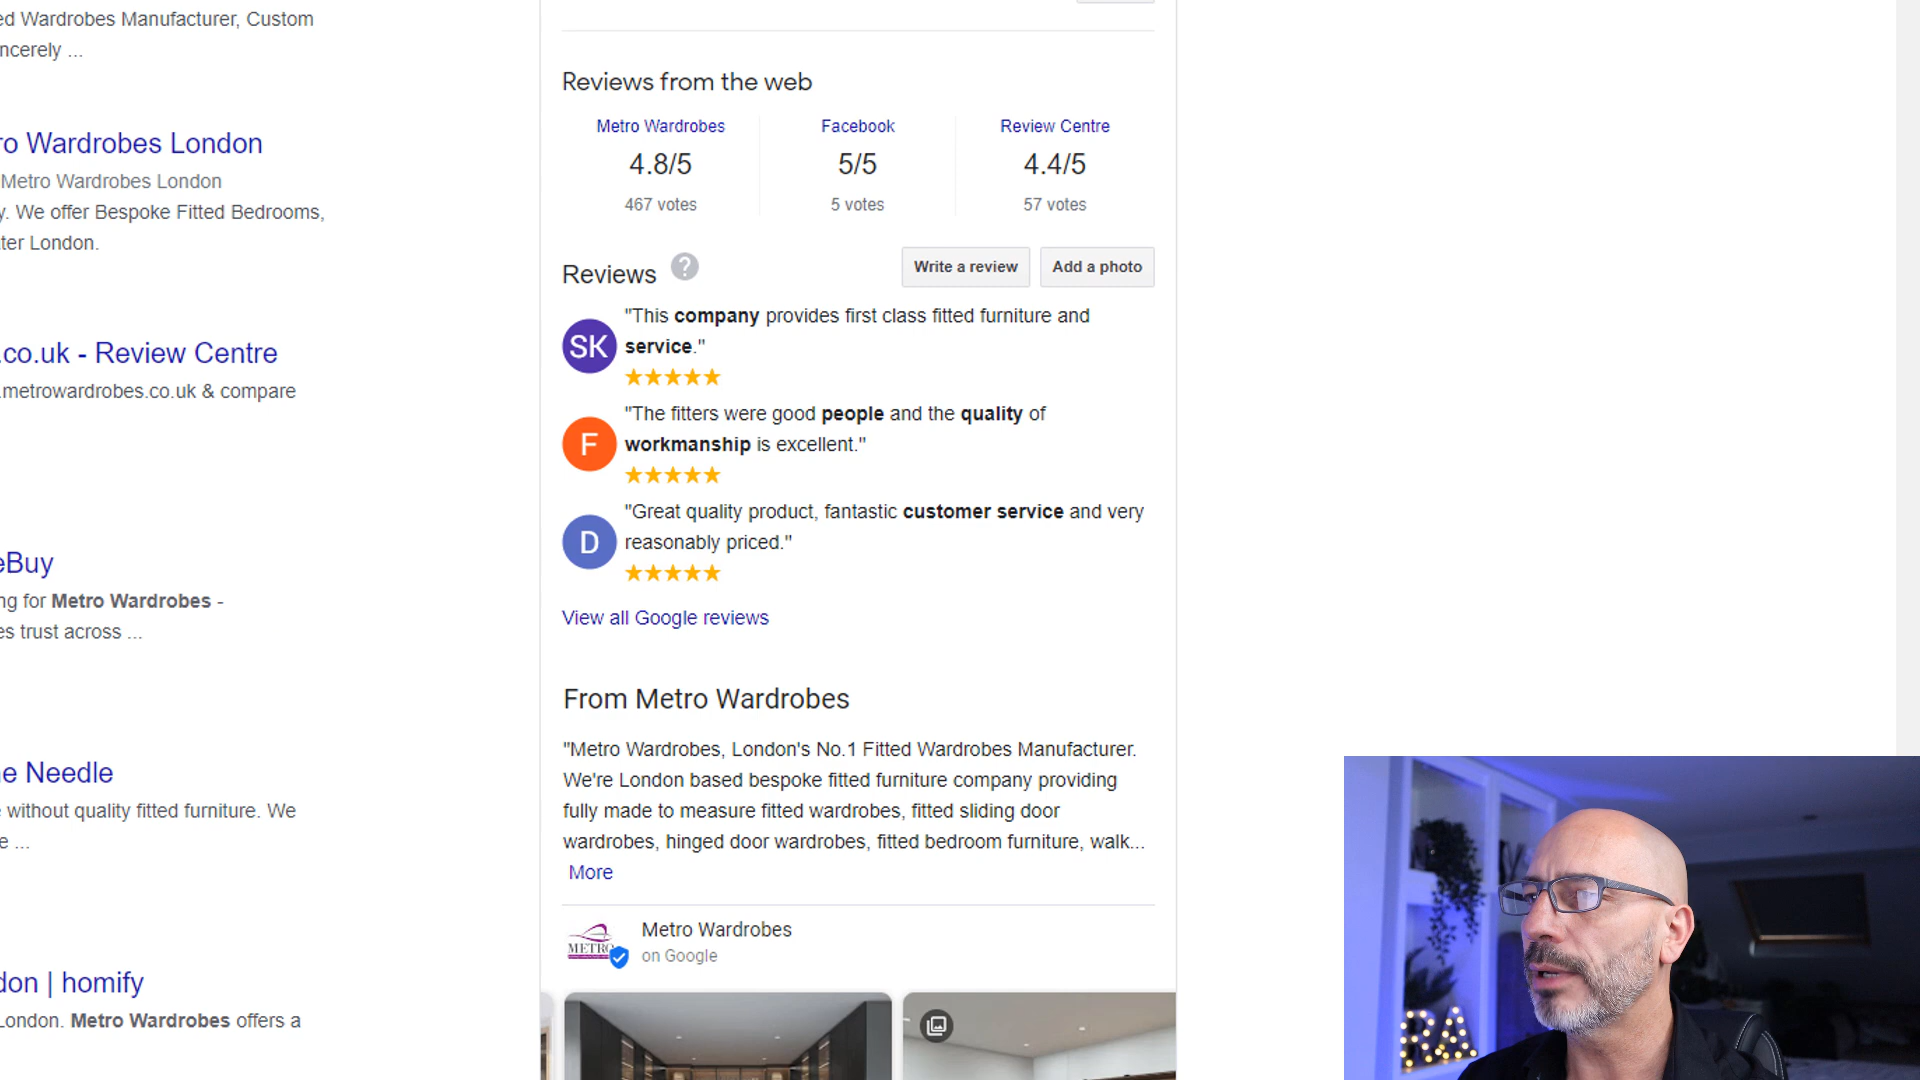 ed Wardrobes Manufacturer, Custom
ncerely ...
ro Wardrobes London
Metro Wardrobes London
y. We offer Bespoke Fitted Bedrooms,
ter London.
.co.uk - Review Centre
.metrowardrobes.co.uk & compare
eBuy
ng for Metro Wardrobes -
es trust across ...
e Needle
without quality fitted furniture. We
e ...
don | homify
London. Metro Wardrobes offers a
Reviews from the web
Metro Wardrobes Facebook Review Centre
4.8/5 5/5 4.4/5
467 votes 5 votes 57 votes
Reviews ? Write a review Add a photo
"This company provides first class fitted furniture and
SK service."
"The fitters were good people and the quality of
F workmanship is excellent."
"Great quality product, fantastic customer service and very
D reasonably priced."
View all Google reviews
From Metro Wardrobes
"Metro Wardrobes, London's No.1 Fitted Wardrobes Manufacturer.
We're London based bespoke fitted furniture company providing
fully made to measure fitted wardrobes, fitted sliding door
wardrobes, hinged door wardrobes, fitted bedroom furniture, walk...
More
METRO
Metro Wardrobes
on Google
RA